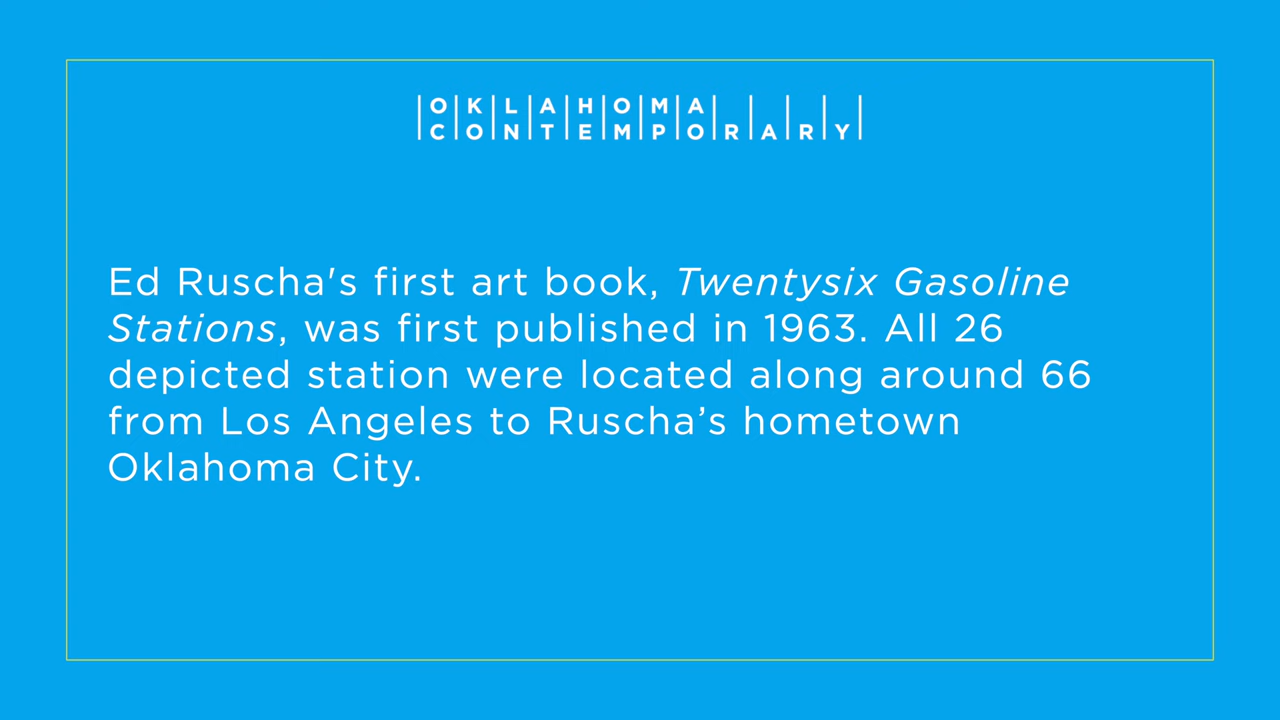 OKLAHOMA
CONTEMPORARY
Ed Ruscha's first art book, Twentysix Gasoline
Stations, was first published in 1963. All 26
depicted station were located along around 66
from Los Angeles to Ruscha’s hometown
Oklahoma City.